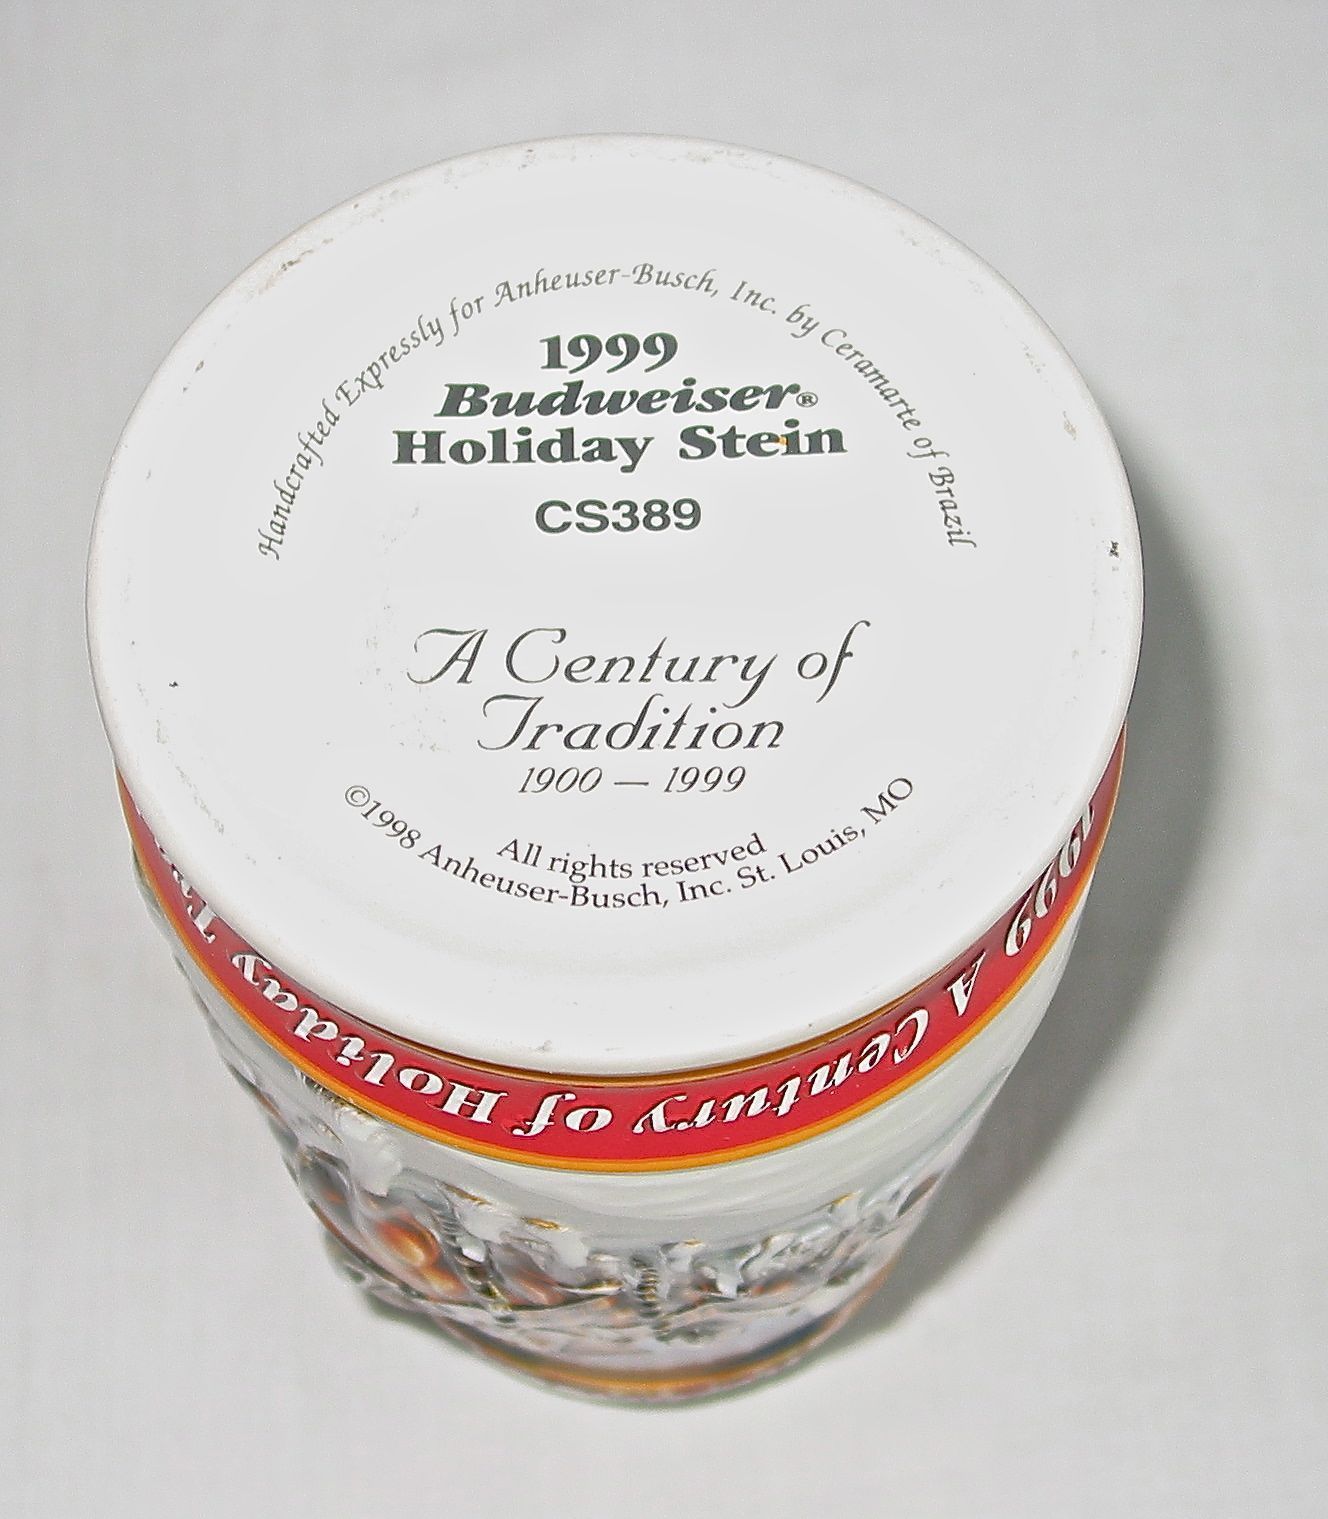 Handcrafted Expressly for Anheuser-Busch, Inc. by Ceramarte of Brazil
1999
Budweiser®
Holiday Stein
CS389
A Century of
Tradition
1900 — 1999
All rights reserved
©1998 Anheuser-Busch, Inc. St. Louis, MO
1999 A Century of Holiday